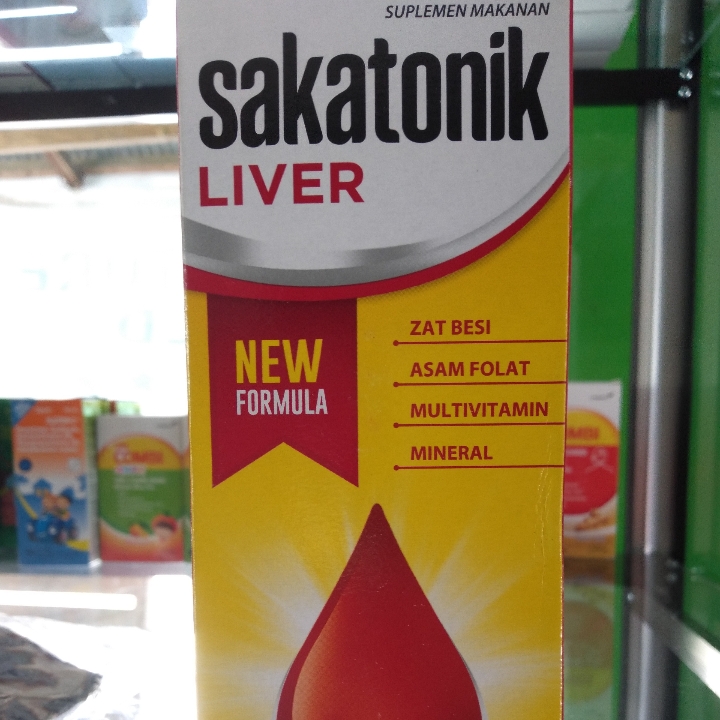 SUPLEMEN MAKANAN
sakatonik
LIVER
NEW
FORMULA
ZAT BESI
ASAM FOLAT
MULTIVITAMIN
MINERAL